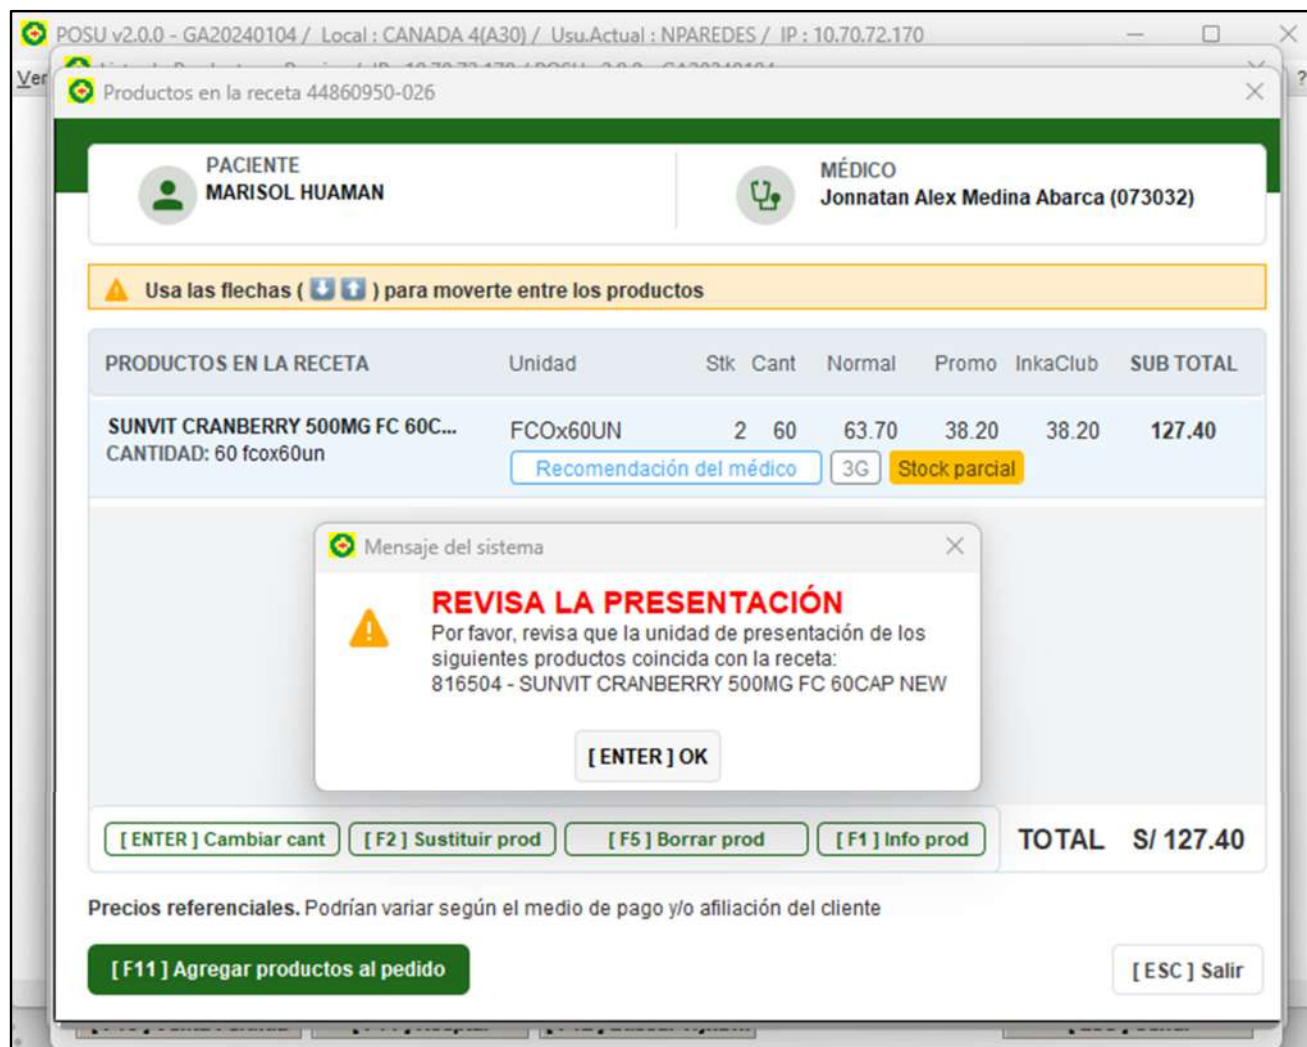 POSU v2.0.0 - GA20240104 / Local : CANADA 4(A30) / Usu.Actual : NPAREDES / IP : 10.70.72.170
Ver
?
Productos en la receta 44860950-026
PACIENTE
MARISOL HUAMAN
MÉDICO
Jonnatan Alex Medina Abarca (073032)
Usa las flechas ( ⬇️ ⬆️ ) para moverte entre los productos
PRODUCTOS EN LA RECETA Unidad Stk Cant Normal Promo InkaClub SUB TOTAL
SUNVIT CRANBERRY 500MG FC 60C... FCOx60UN 2 60 63.70 38.20 38.20 127.40
CANTIDAD: 60 fcox60un
Recomendación del médico 3G Stock parcial
Mensaje del sistema
REVISA LA PRESENTACIÓN
Por favor, revisa que la unidad de presentación de los
siguientes productos coincida con la receta:
816504 - SUNVIT CRANBERRY 500MG FC 60CAP NEW
[ ENTER ] OK
[ ENTER ] Cambiar cant [ F2 ] Sustituir prod [ F5 ] Borrar prod [ F1 ] Info prod TOTAL S/ 127.40
Precios referenciales. Podrían variar según el medio de pago y/o afiliación del cliente
[ F11 ] Agregar productos al pedido [ ESC ] Salir